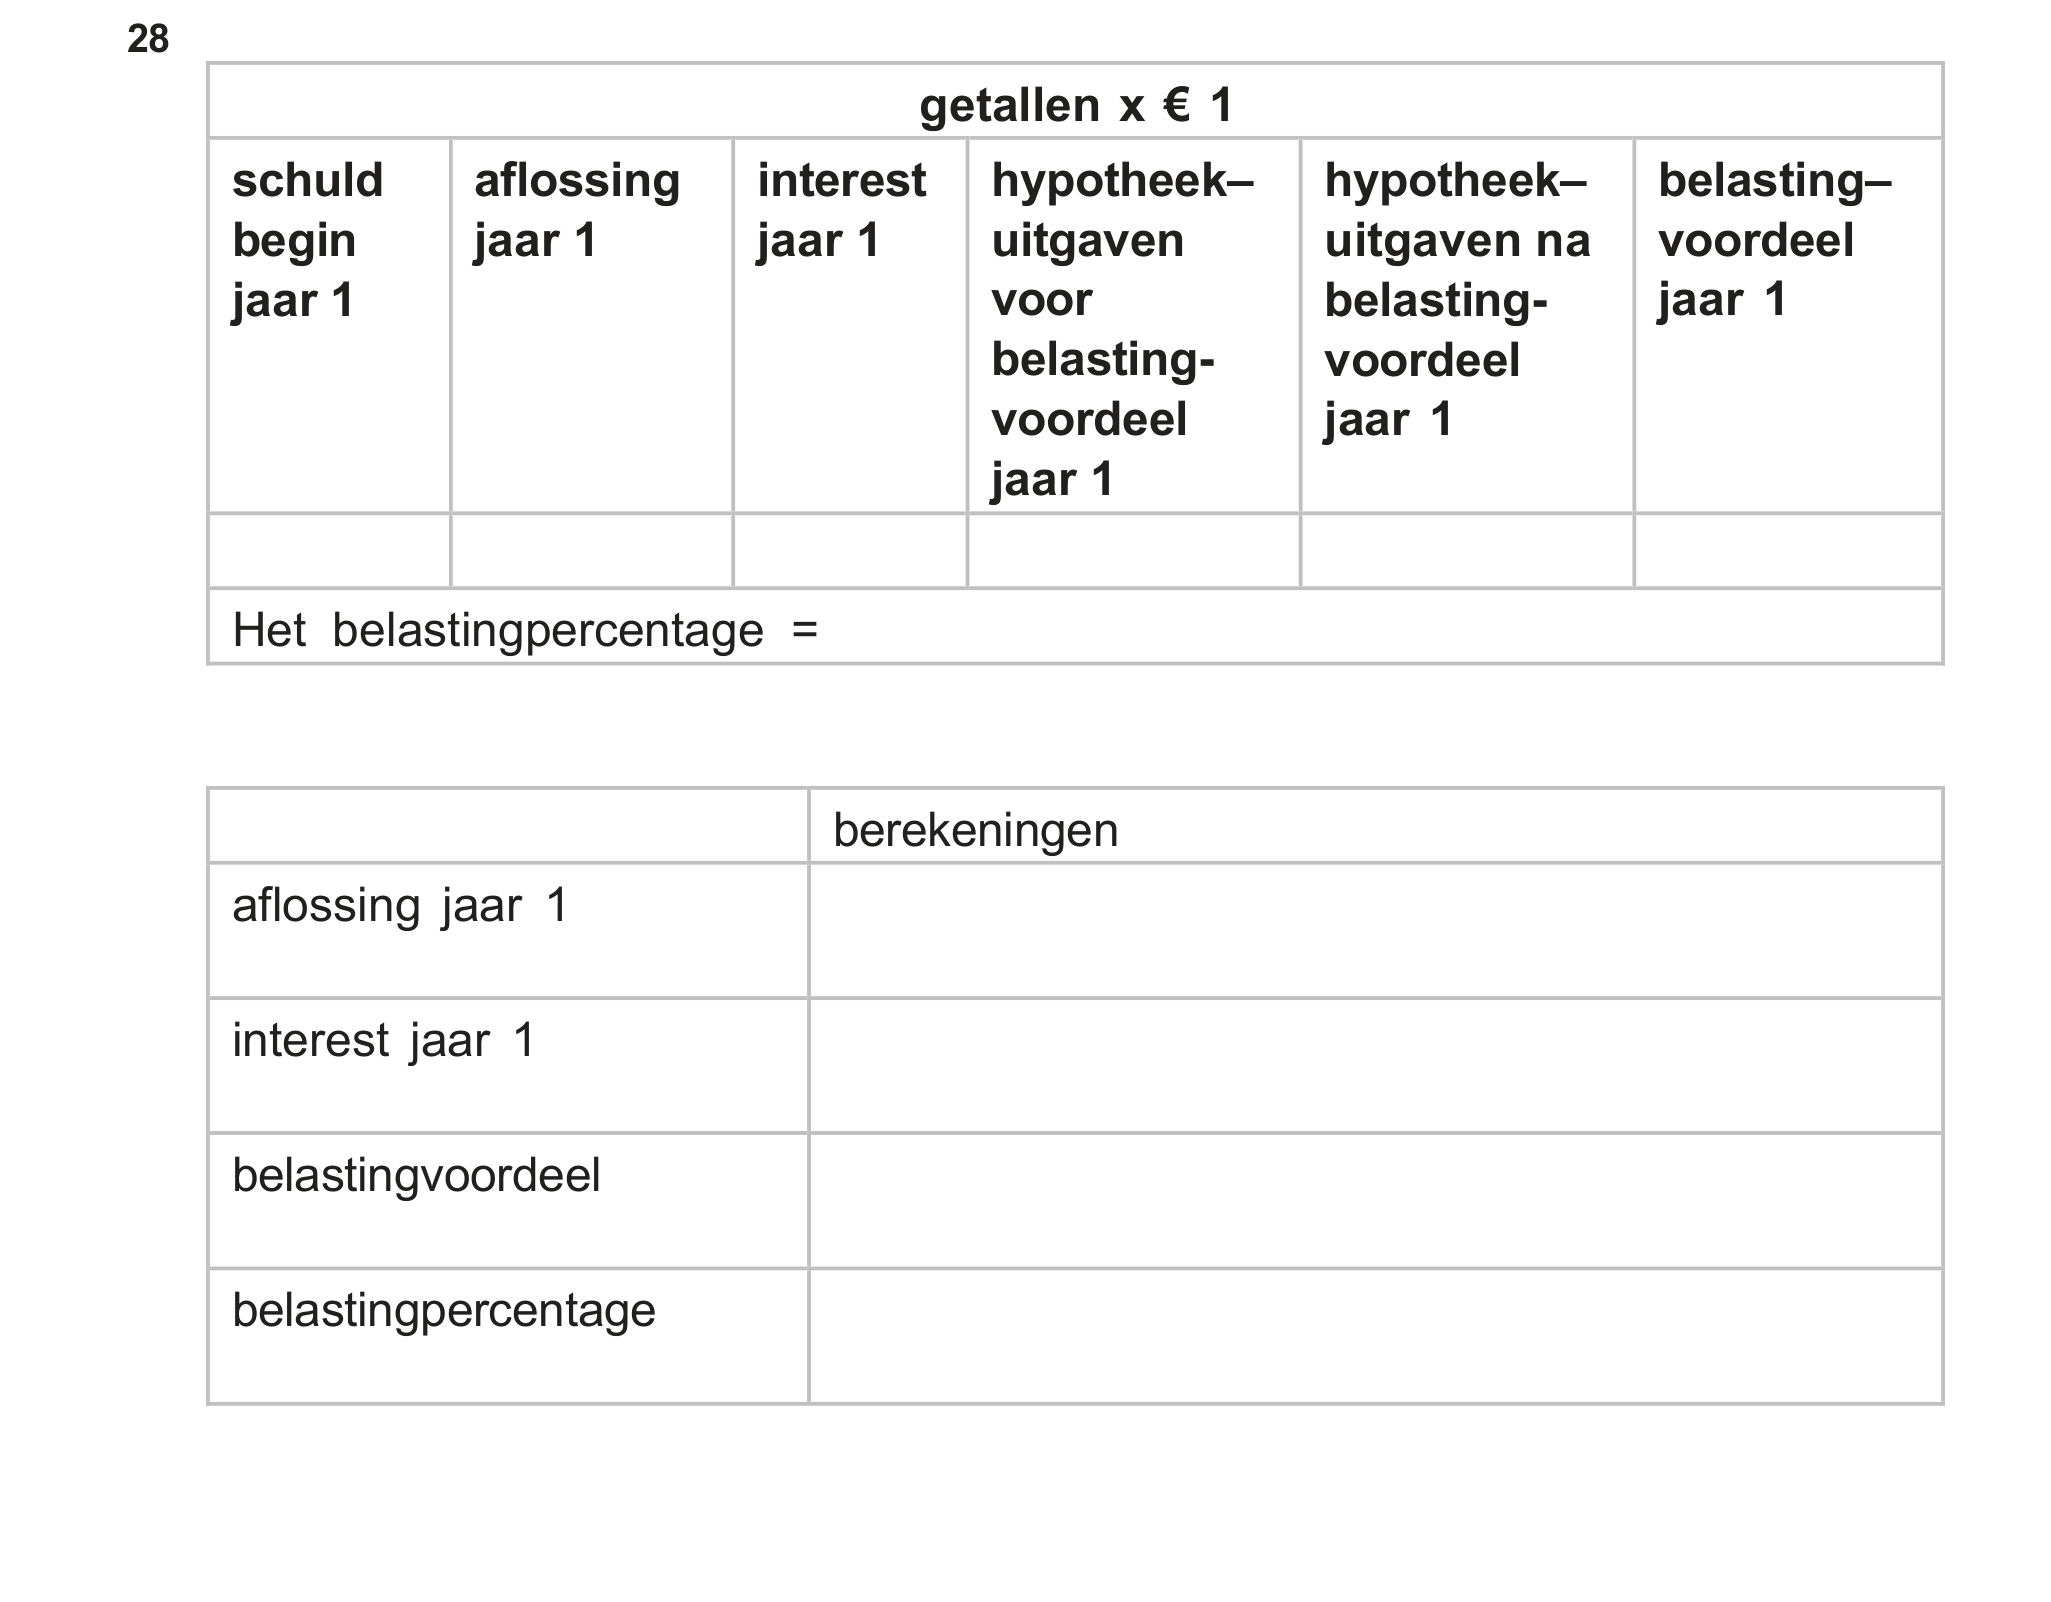 28
getallen x € 1
schuld
begin
jaar 1
aflossing
jaar 1
interest
jaar 1
hypotheek–
uitgaven
voor
belasting-
voordeel
jaar 1
hypotheek–
uitgaven na
belasting-
voordeel
jaar 1
belasting–
voordeel
jaar 1
Het belastingpercentage =
berekeningen
aflossing jaar 1
interest jaar 1
belastingvoordeel
belastingpercentage